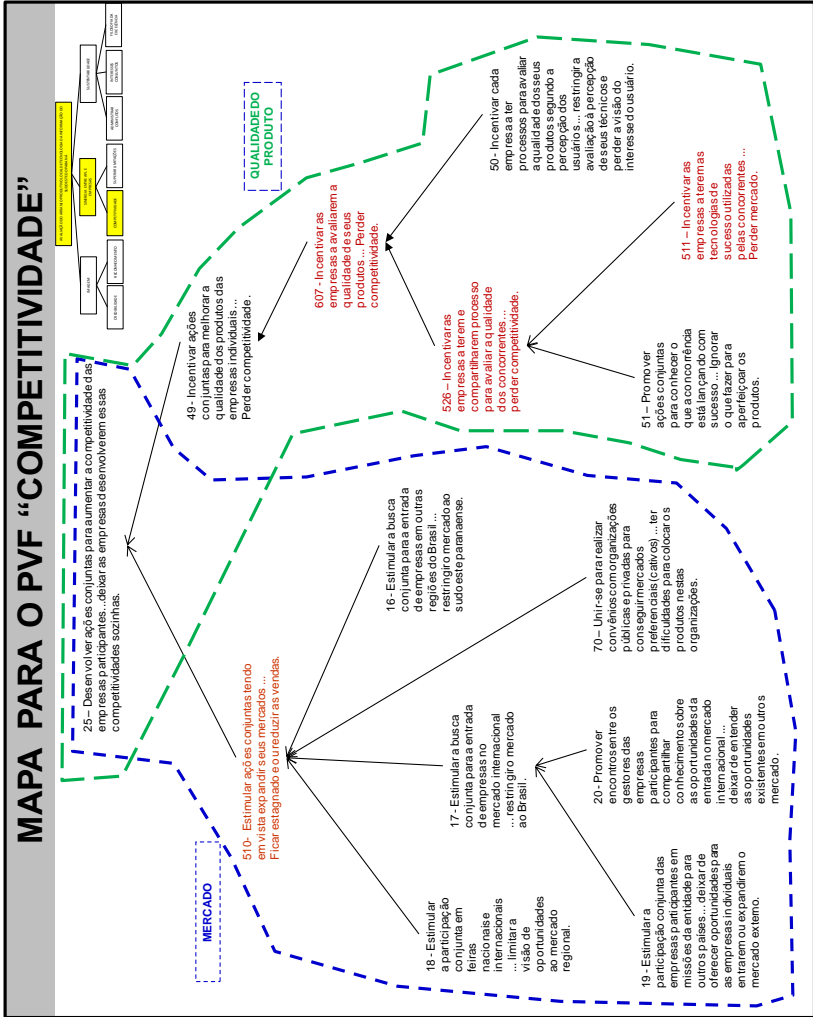 MAPA PARA O PVF “COMPETITIVIDADE”
IMAGEM
SUSTENTABILIDADE
CREDIBILIDADE
RECONHECIMENTO
COMPETITIVIDADE
25 – Desenvolver ações conjuntas para aumentar a competitividade das
empresas participantes...deixar as empresas desenvolverem essas
competitividades sozinhas.
MERCADO
510- Estimular ações conjuntas tendo
em vista expandir seus mercados ...
Ficar estagnado e ou reduzir as vendas.
49 - Incentivar ações
conjuntas para melhorar a
qualidade dos produtos das
empresas individuais...
Perder competitividade.
QUALIDADE DO
PRODUTO
607 - Incentivar as
empresas a avaliarem a
qualidade de seus
produtos ... Perder
competitividade.
18 - Estimular
a participação
conjunta em
feiras
nacionais e
internacionais
... limitar a
visão de
oportunidades
ao mercado
regional.
17 - Estimular a busca
conjunta para a entrada
de empresas no
mercado internacional
...restringir o mercado
ao Brasil.
16 - Estimular a busca
conjunta para a entrada
de empresas em outras
regiões do Brasil ...
restringir o mercado ao
sudoeste paranaense.
526 – Incentivar as
empresas a terem e
compartilharem processo
para avaliar a qualidade
dos concorrentes...
perder competividade.
50 - Incentivar cada
empresa a ter
processos para avaliar
a qualidade dos seus
produtos segundo a
percepção dos
usuários... restringir a
avaliação à percepção
de seus técnicos e
perder a visão do
interesse do usuário.
19 - Estimular a
participação conjunta das
empresas participantes em
missões da entidade para
outros países ... deixar de
oferecer oportunidades para
as empresas individuais
entrarem ou expandirem o
mercado externo.
20 - Promover
encontros entre os
gestores das
empresas
participantes para
compartilhar
conhecimento sobre
as oportunidades da
entrada no mercado
internacional ...
deixar de entender
as oportunidades
existentes em outros
mercado.
70 – Unir-se para realizar
convênios com organizações
públicas e privadas para
conseguir mercados
preferenciais (cativos) ... ter
dificuldades para colocar os
produtos nestas
organizações.
51 – Promover
ações conjuntas
para conhecer o
que a concorrência
está lançando com
sucesso ... Ignorar
o que fazer para
aperfeiçoar os
produtos.
511 – Incentivar as
empresas a terem as
tecnologias de
sucesso utilizadas
pelas concorrentes ...
Perder mercado.